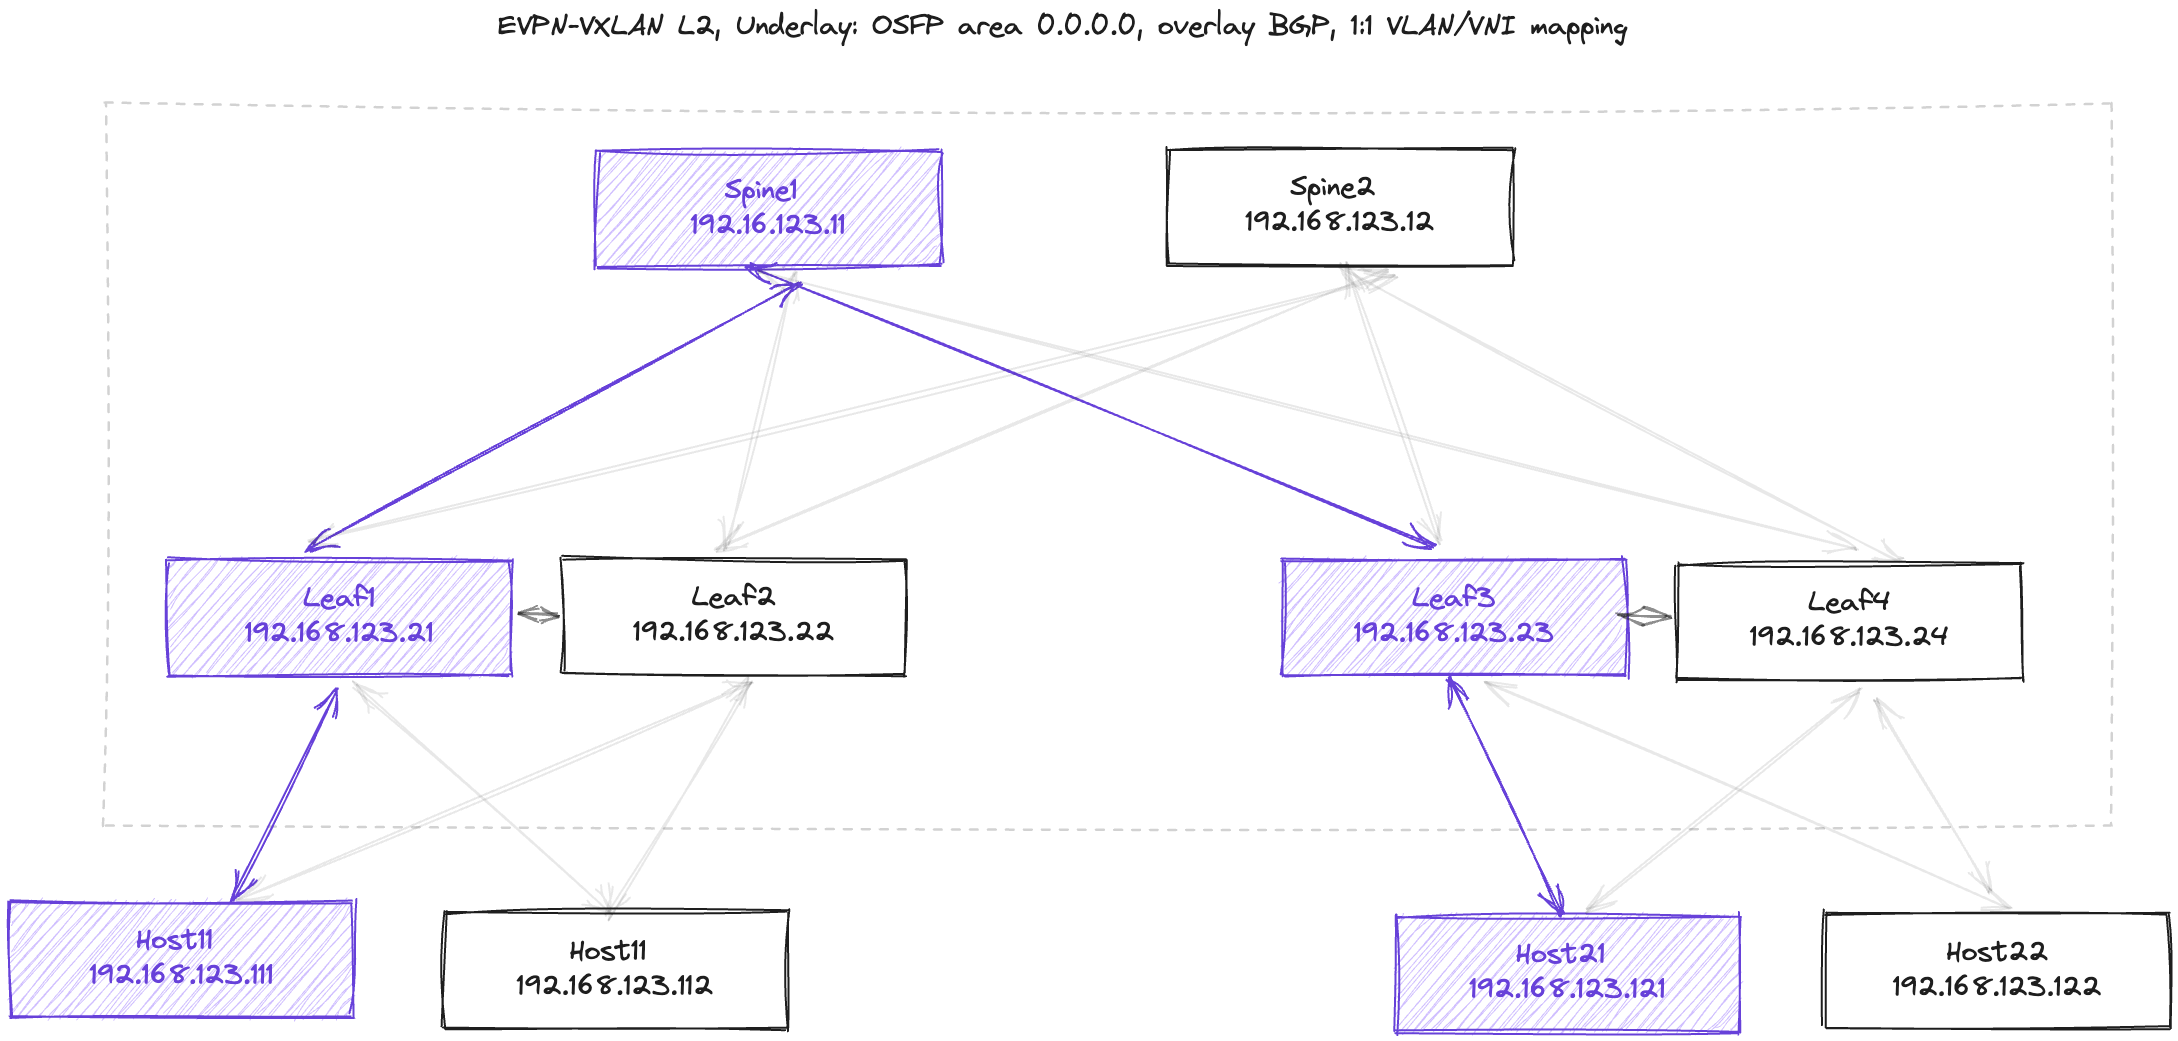 EVPN-VXLAN L2, Underlay: OSFP area 0.0.0.0, overlay BGP, 1:1 VLAN/VNI mapping
Spine1
192.16.123.11
Spine2
192.168.123.12
Leaf1
192.168.123.21
Leaf2
192.168.123.22
Leaf3
192.168.123.23
Leaf4
192.168.123.24
Host11
192.168.123.111
Host11
192.168.123.112
Host21
192.168.123.121
Host22
192.168.123.122